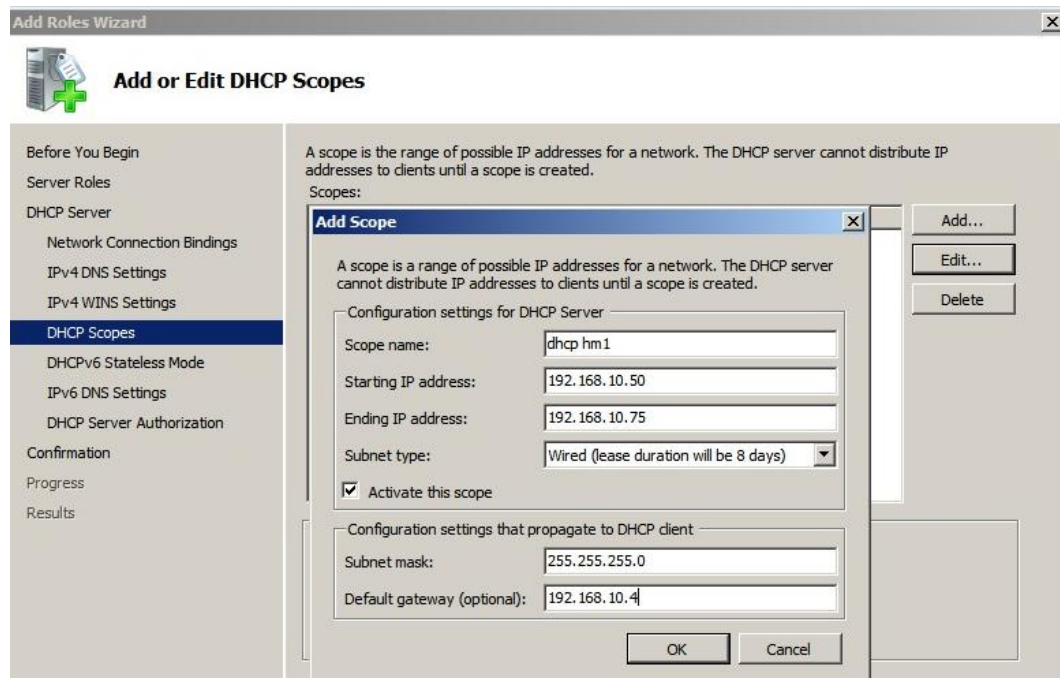 Add Roles Wizard
Add or Edit DHCP Scopes
Before You Begin
Server Roles
DHCP Server
Network Connection Bindings
IPv4 DNS Settings
IPv4 WINS Settings
DHCP Scopes
DHCPv6 Stateless Mode
IPv6 DNS Settings
DHCP Server Authorization
Confirmation
Progress
Results
A scope is the range of possible IP addresses for a network. The DHCP server cannot distribute IP
addresses to clients until a scope is created.
Scopes:
Add...
Edit...
Delete
Add Scope
A scope is a range of possible IP addresses for a network. The DHCP server
cannot distribute IP addresses to clients until a scope is created.
Configuration settings for DHCP Server
Scope name: dhcp hm1
Starting IP address: 192.168.10.50
Ending IP address: 192.168.10.75
Subnet type: Wired (lease duration will be 8 days)
Activate this scope
Configuration settings that propagate to DHCP client
Subnet mask: 255.255.255.0
Default gateway (optional): 192.168.10.4
OK Cancel